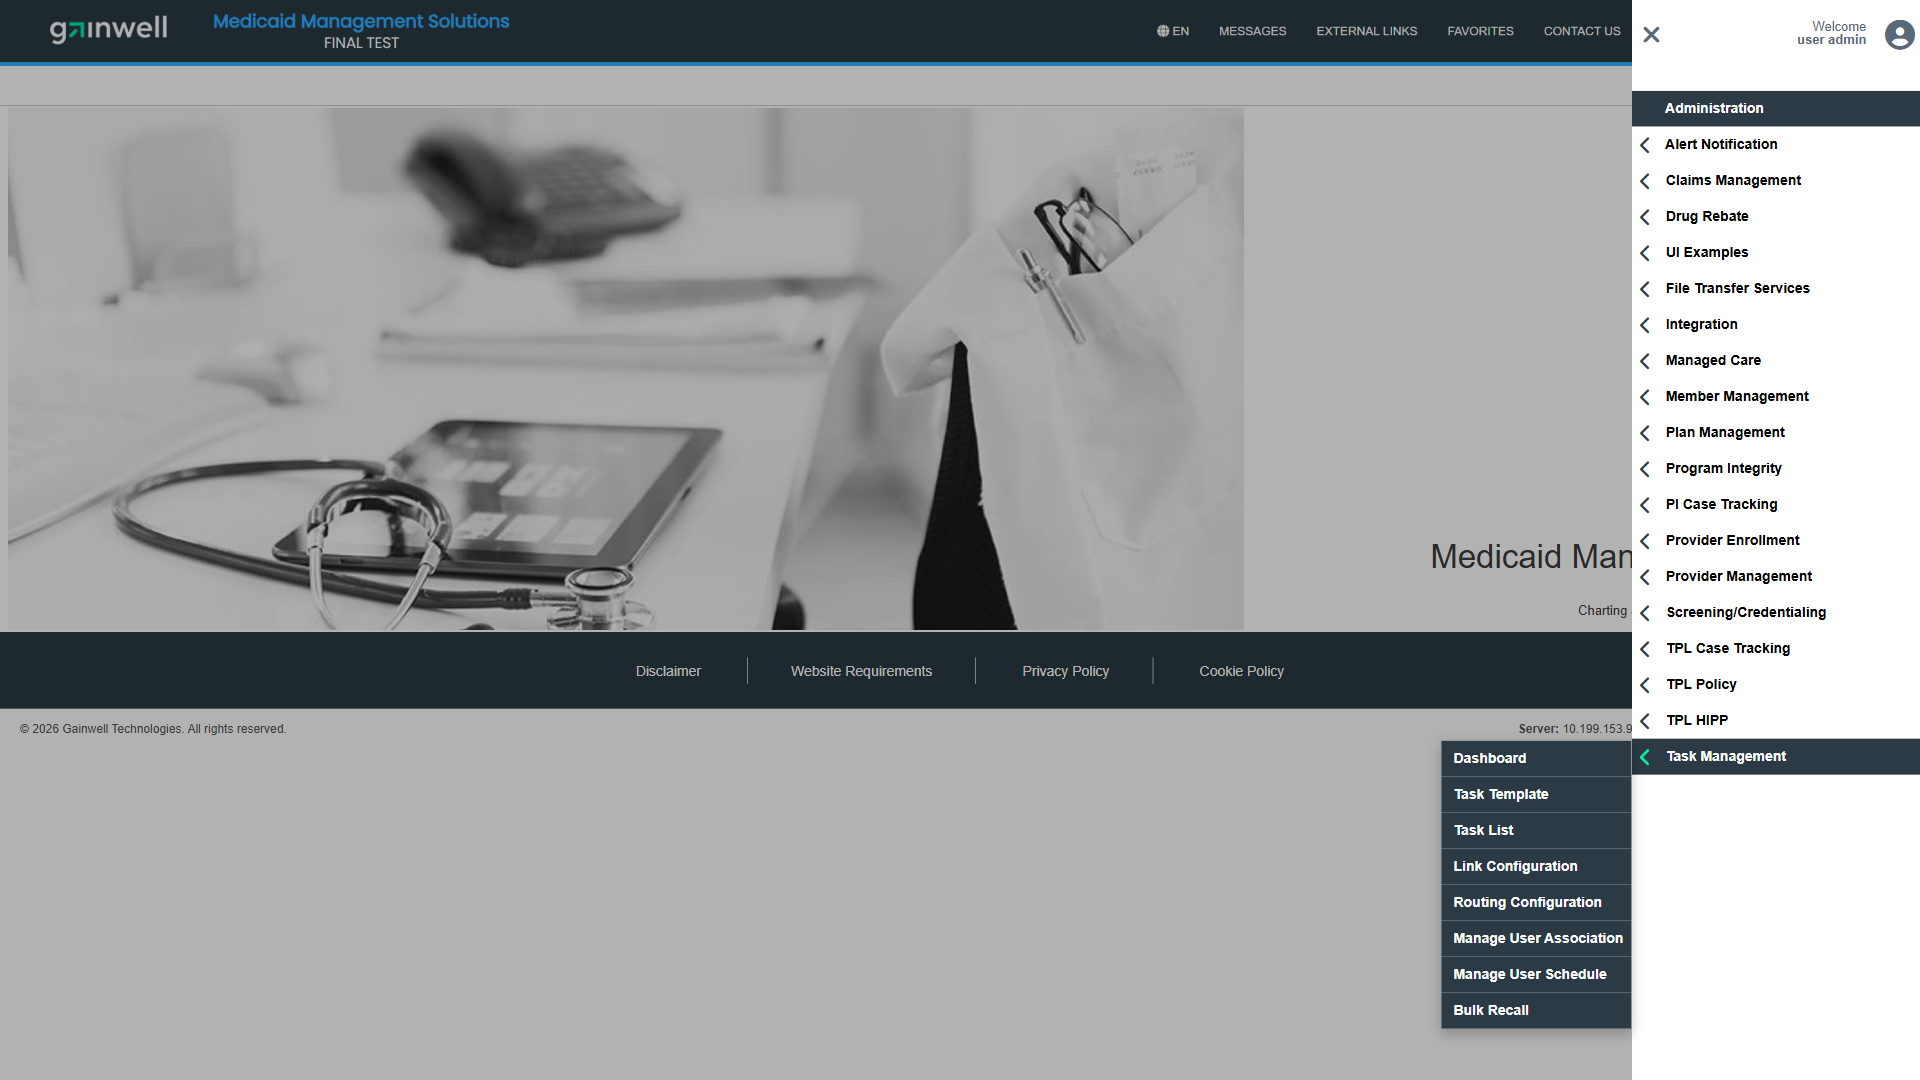 gainwell
Medicaid Management Solutions
FINAL TEST
EN
MESSAGES
EXTERNAL LINKS
FAVORITES
CONTACT US
Welcome
user admin
Administration
Alert Notification
Claims Management
Drug Rebate
UI Examples
File Transfer Services
Integration
Managed Care
Member Management
Plan Management
Program Integrity
PI Case Tracking
Provider Enrollment
Provider Management
Screening/Credentialing
TPL Case Tracking
TPL Policy
TPL HIPP
Task Management
Medicaid Man
Charting
Disclaimer
Website Requirements
Privacy Policy
Cookie Policy
© 2026 Gainwell Technologies. All rights reserved.
Server: 10.199.153.9
Dashboard
Task Template
Task List
Link Configuration
Routing Configuration
Manage User Association
Manage User Schedule
Bulk Recall